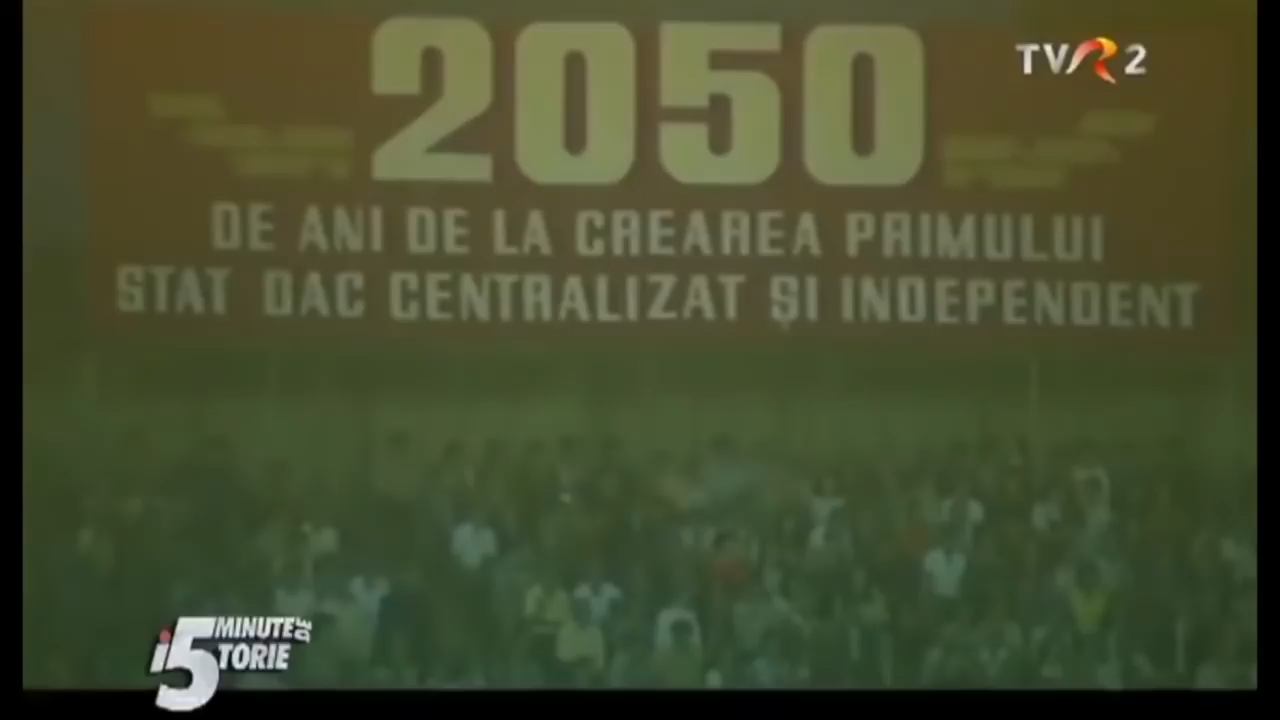 2050
TVR2
DE ANI DE LA CREAREA PRIMULUI
STAT DAC CENTRALIZAT ȘI INDEPENDENT
5 MINUTE DE
iSTORIE